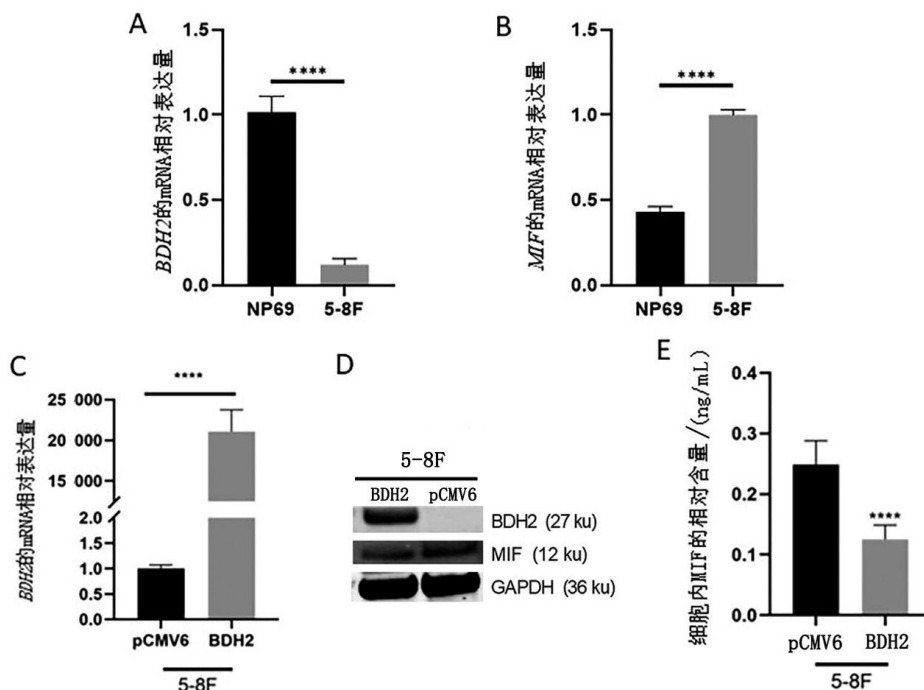 A
BDH2的mRNA相对表达量
1.5
1.0
0.5
0.0
****
NP69 5-8F
B
MIF的mRNA相对表达量
1.5
1.0
0.5
0.0
****
NP69 5-8F
C
BDH2的mRNA相对表达量
25 000
20 000
15 000
2.0
1.5
1.0
0.5
0.0
****
pCMV6 BDH2
5-8F
D
5-8F
BDH2 pCMV6
BDH2 (27 ku)
MIF (12 ku)
GAPDH (36 ku)
E
细胞内MIF的相对含量/(ng/mL)
0.4
0.3
0.2
0.1
0.0
****
pCMV6 BDH2
5-8F